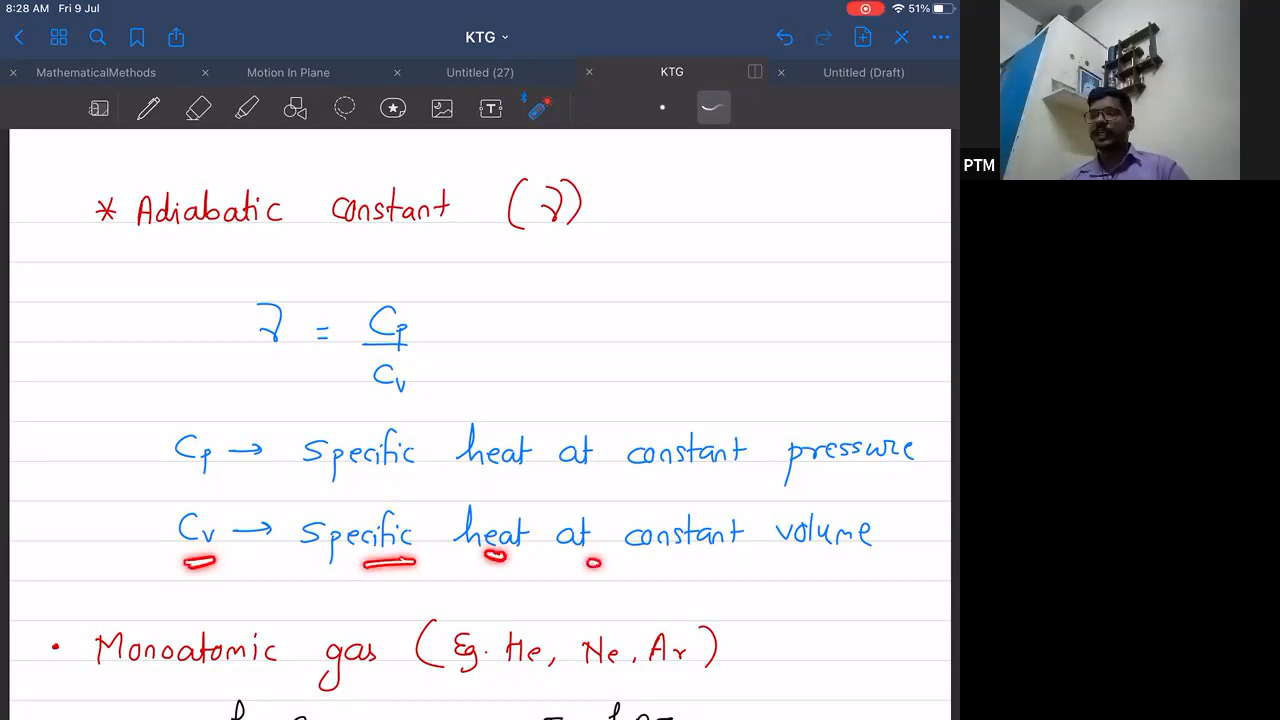 8:28 AM Fri 9 Jul
51%
KTG
MathematicalMethods
Motion In Plane
Untitled (27)
KTG
Untitled (Draft)
T
PTM
* Adiabatic constant (γ)
γ = Cp
Cv
Cp → specific heat at constant pressure
Cv → specific heat at constant volume
• Monoatomic gas (Eg. He, Ne, Ar)